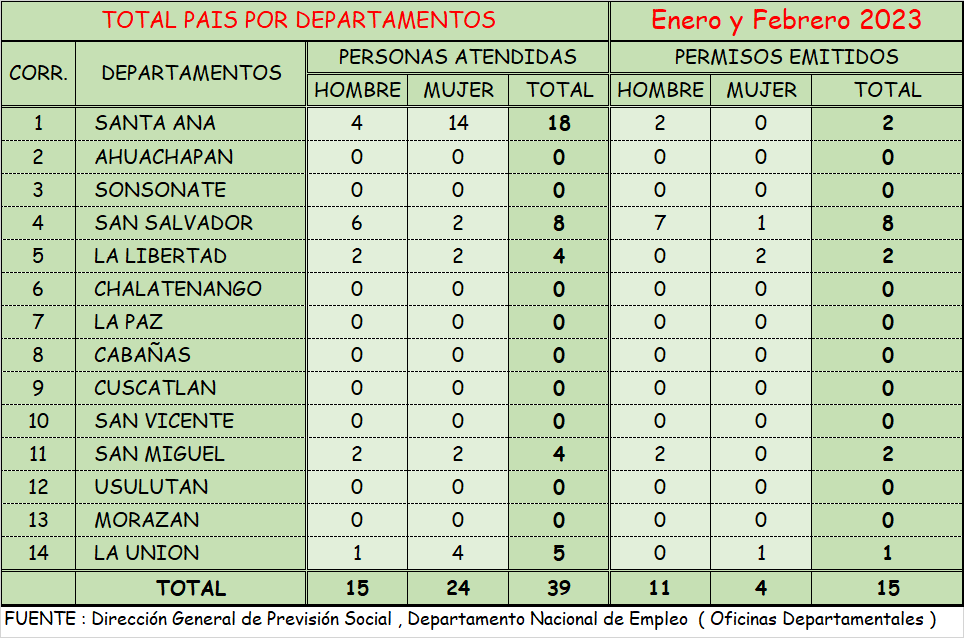 TOTAL PAIS POR DEPARTAMENTOS Enero y Febrero 2023
CORR. DEPARTAMENTOS PERSONAS ATENDIDAS PERMISOS EMITIDOS
HOMBRE MUJER TOTAL HOMBRE MUJER TOTAL
1 SANTA ANA 4 14 18 2 0 2
2 AHUACHAPAN 0 0 0 0 0 0
3 SONSONATE 0 0 0 0 0 0
4 SAN SALVADOR 6 2 8 7 1 8
5 LA LIBERTAD 2 2 4 0 2 2
6 CHALATENANGO 0 0 0 0 0 0
7 LA PAZ 0 0 0 0 0 0
8 CABAÑAS 0 0 0 0 0 0
9 CUSCATLAN 0 0 0 0 0 0
10 SAN VICENTE 0 0 0 0 0 0
11 SAN MIGUEL 2 2 4 2 0 2
12 USULUTAN 0 0 0 0 0 0
13 MORAZAN 0 0 0 0 0 0
14 LA UNION 1 4 5 0 1 1
TOTAL 15 24 39 11 4 15
FUENTE : Dirección General de Previsión Social , Departamento Nacional de Empleo ( Oficinas Departamentales )